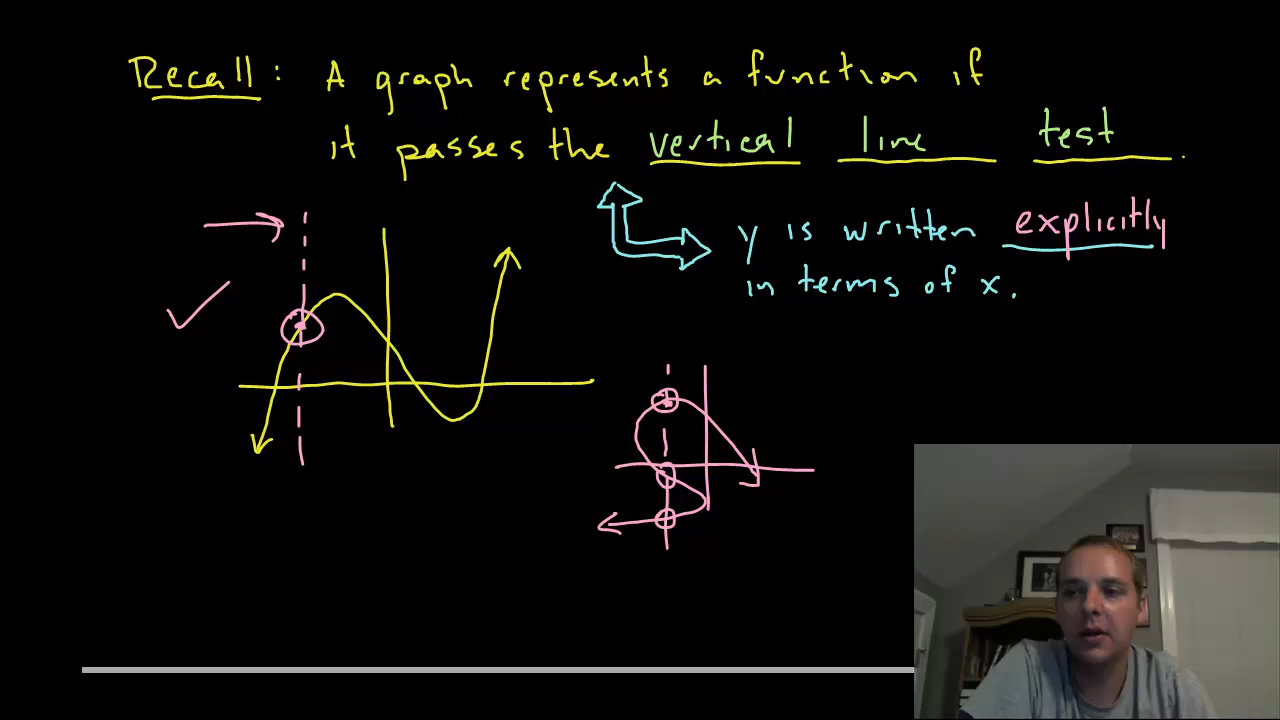 Recall: A graph represents a function if
it passes the vertical line test.
y is written explicitly
in terms of x.